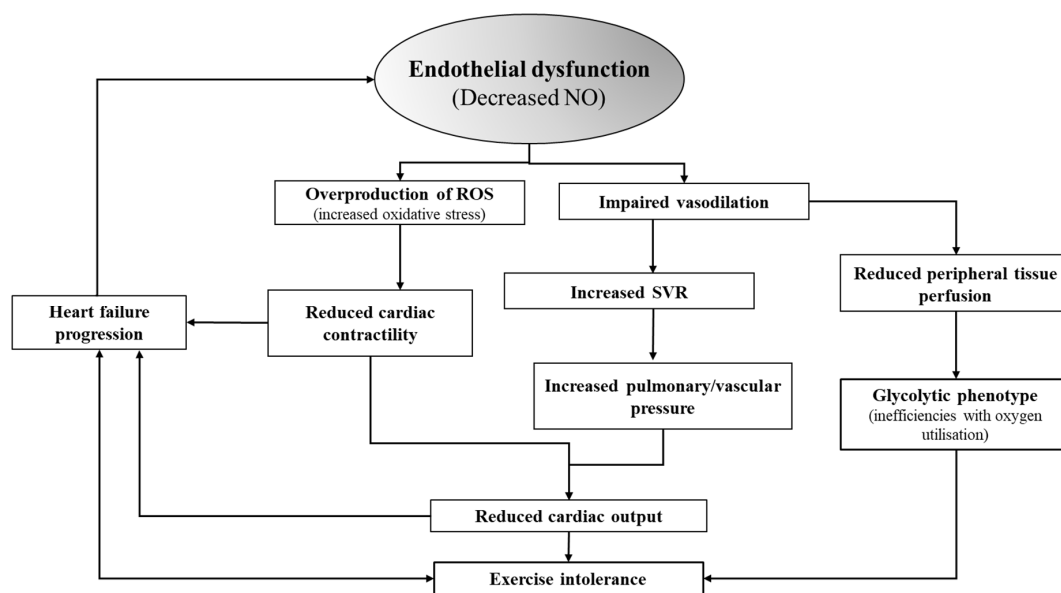 Endothelial dysfunction
(Decreased NO)
Overproduction of ROS
(increased oxidative stress)
Impaired vasodilation
Reduced peripheral tissue
perfusion
Increased SVR
Heart failure
progression
Reduced cardiac
contractility
Increased pulmonary/vascular
pressure
Glycolytic phenotype
(inefficiencies with oxygen
utilisation)
Reduced cardiac output
Exercise intolerance